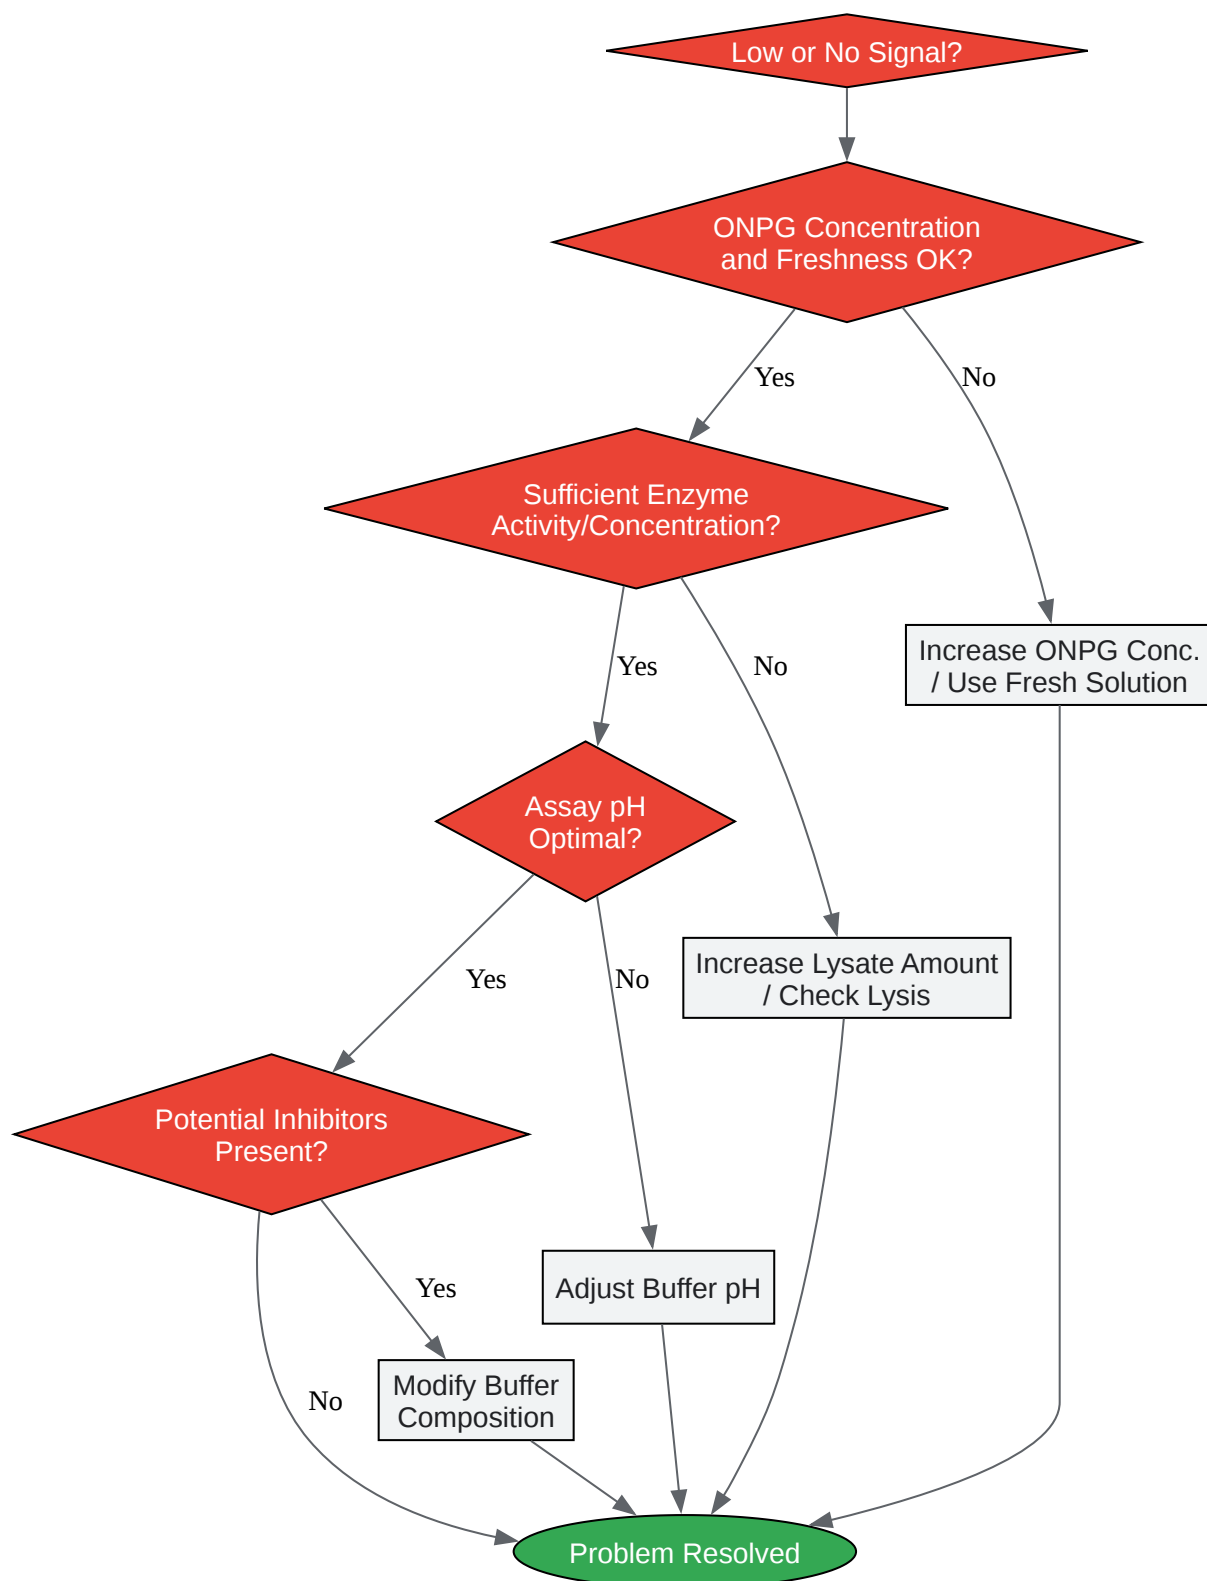 Low or No Signal?
ONPG Concentration
and Freshness OK?
Yes
No
Sufficient Enzyme
Activity/Concentration?
Increase ONPG Conc.
/ Use Fresh Solution
Yes
No
Assay pH
Optimal?
Increase Lysate Amount
/ Check Lysis
Yes
No
Potential Inhibitors
Present?
Adjust Buffer pH
Yes
No
Modify Buffer
Composition
Problem Resolved